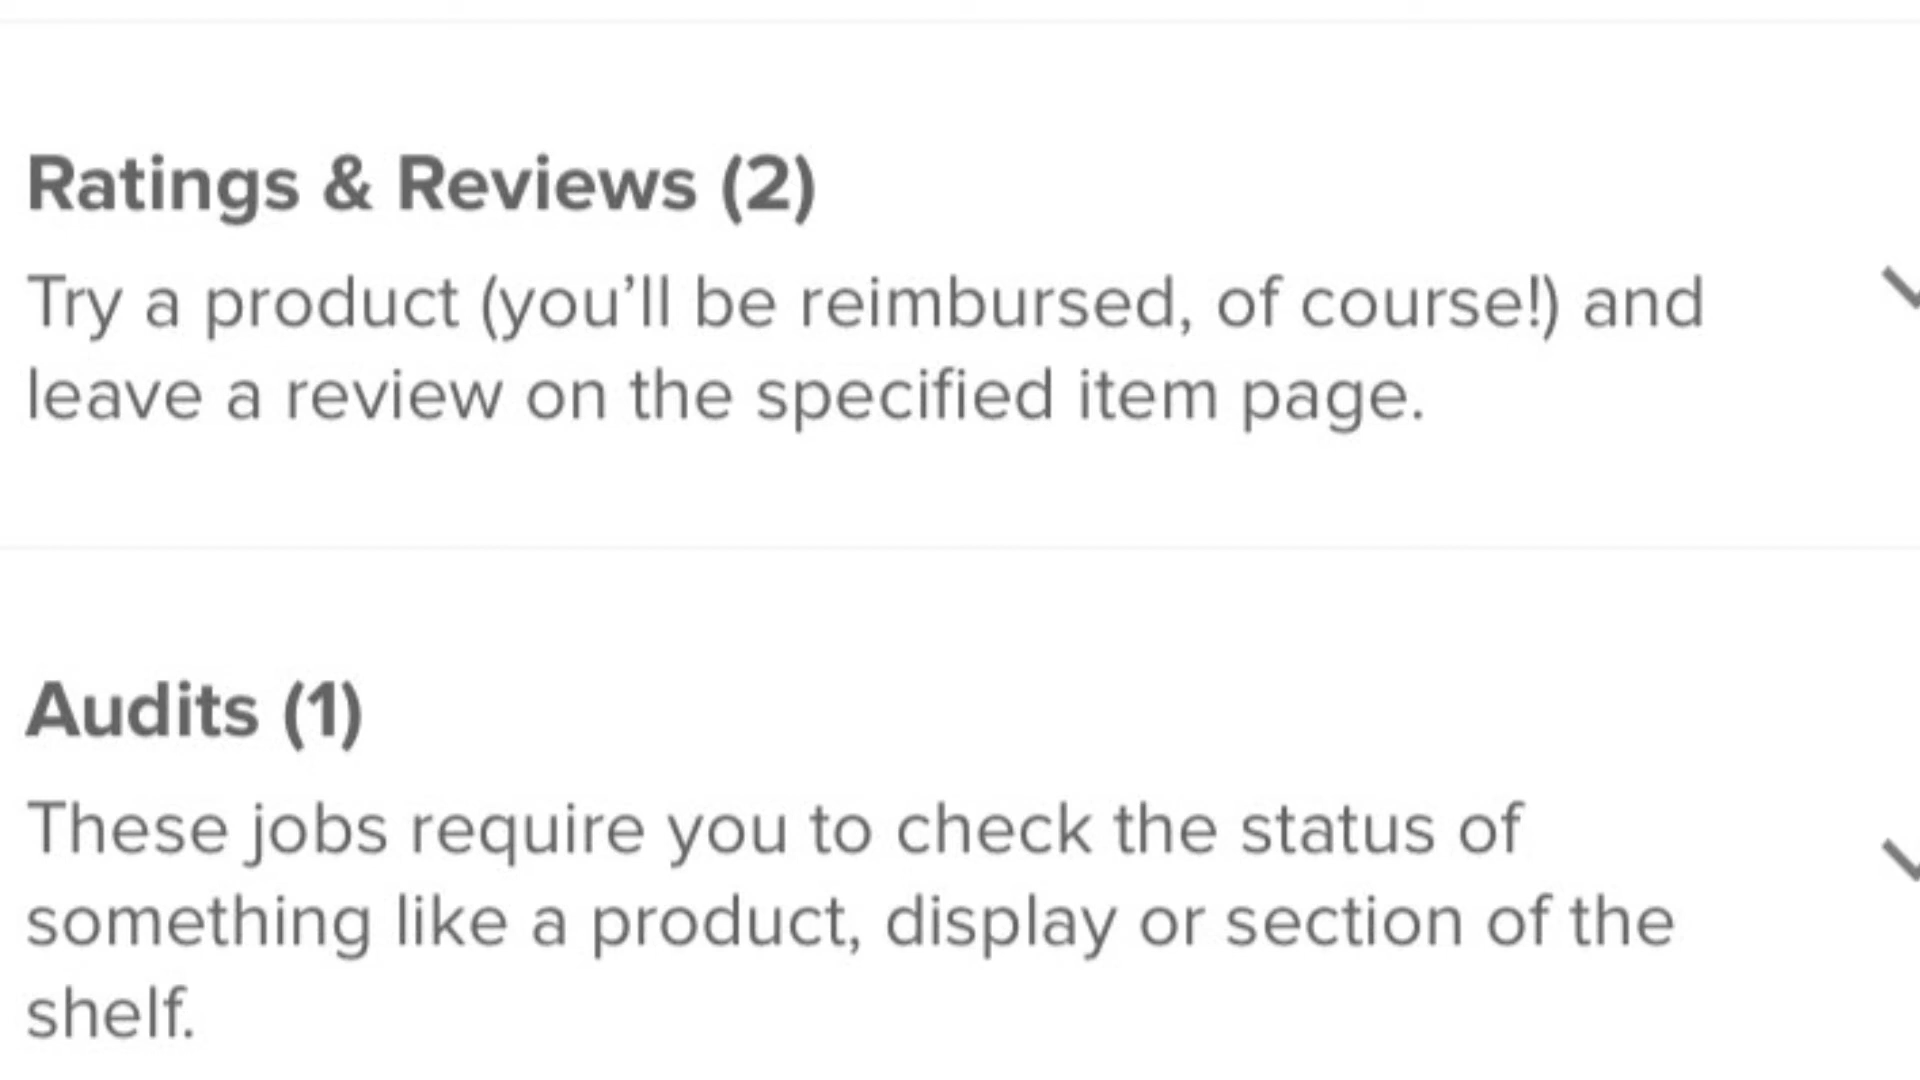 Ratings & Reviews (2)
Try a product (you’ll be reimbursed, of course!) and
leave a review on the specified item page.
Audits (1)
These jobs require you to check the status of
something like a product, display or section of the
shelf.